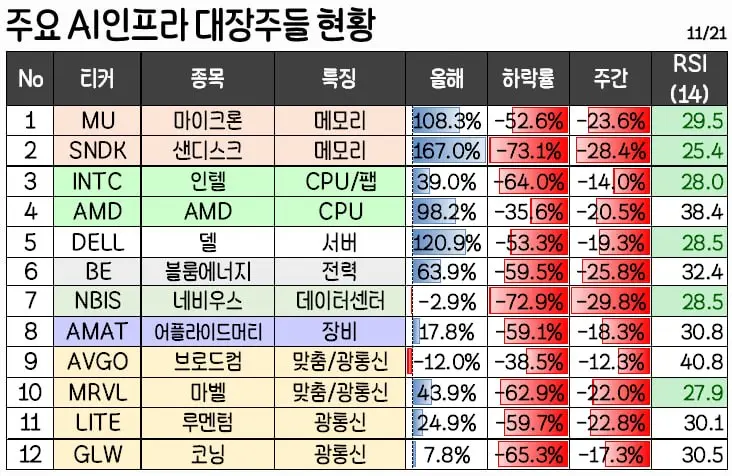 주요 AI인프라 대장주들 현황
11/21
No 티커 종목 특징 올해 하락률 주간 RSI (14)
1 MU 마이크론 메모리 108.3% -52.6% -23.6% 29.5
2 SNDK 샌디스크 메모리 167.0% -73.1% -28.4% 25.4
3 INTC 인텔 CPU/팹 39.0% -64.0% -14.0% 28.0
4 AMD AMD CPU 98.2% -35.6% -20.5% 38.4
5 DELL 델 서버 120.9% -53.3% -19.3% 28.5
6 BE 블룸에너지 전력 63.9% -59.5% -25.8% 32.4
7 NBIS 네비우스 데이터센터 -2.9% -72.9% -29.8% 28.5
8 AMAT 어플라이드머티 장비 17.8% -59.1% -18.3% 30.8
9 AVGO 브로드컴 맞춤/광통신 -12.0% -38.5% -12.3% 40.8
10 MRVL 마벨 맞춤/광통신 43.9% -62.9% -22.0% 27.9
11 LITE 루멘텀 광통신 24.9% -59.7% -22.8% 30.1
12 GLW 코닝 광통신 7.8% -65.3% -17.3% 30.5